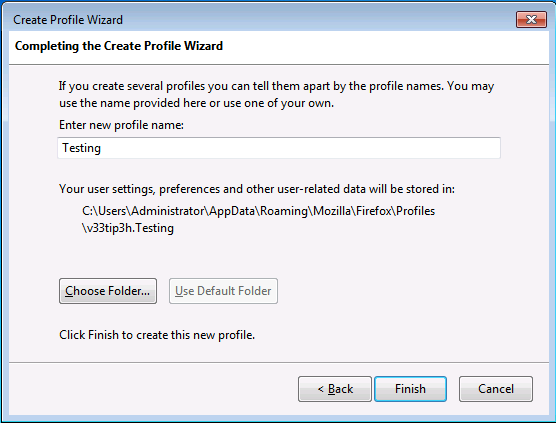 Create Profile Wizard
Completing the Create Profile Wizard
If you create several profiles you can tell them apart by the profile names. You may
use the name provided here or use one of your own.
Enter new profile name:
Testing
Your user settings, preferences and other user-related data will be stored in:
C:\Users\Administrator\AppData\Roaming\Mozilla\Firefox\Profiles
\v33tip3h.Testing
Choose Folder... Use Default Folder
Click Finish to create this new profile.
< Back Finish Cancel